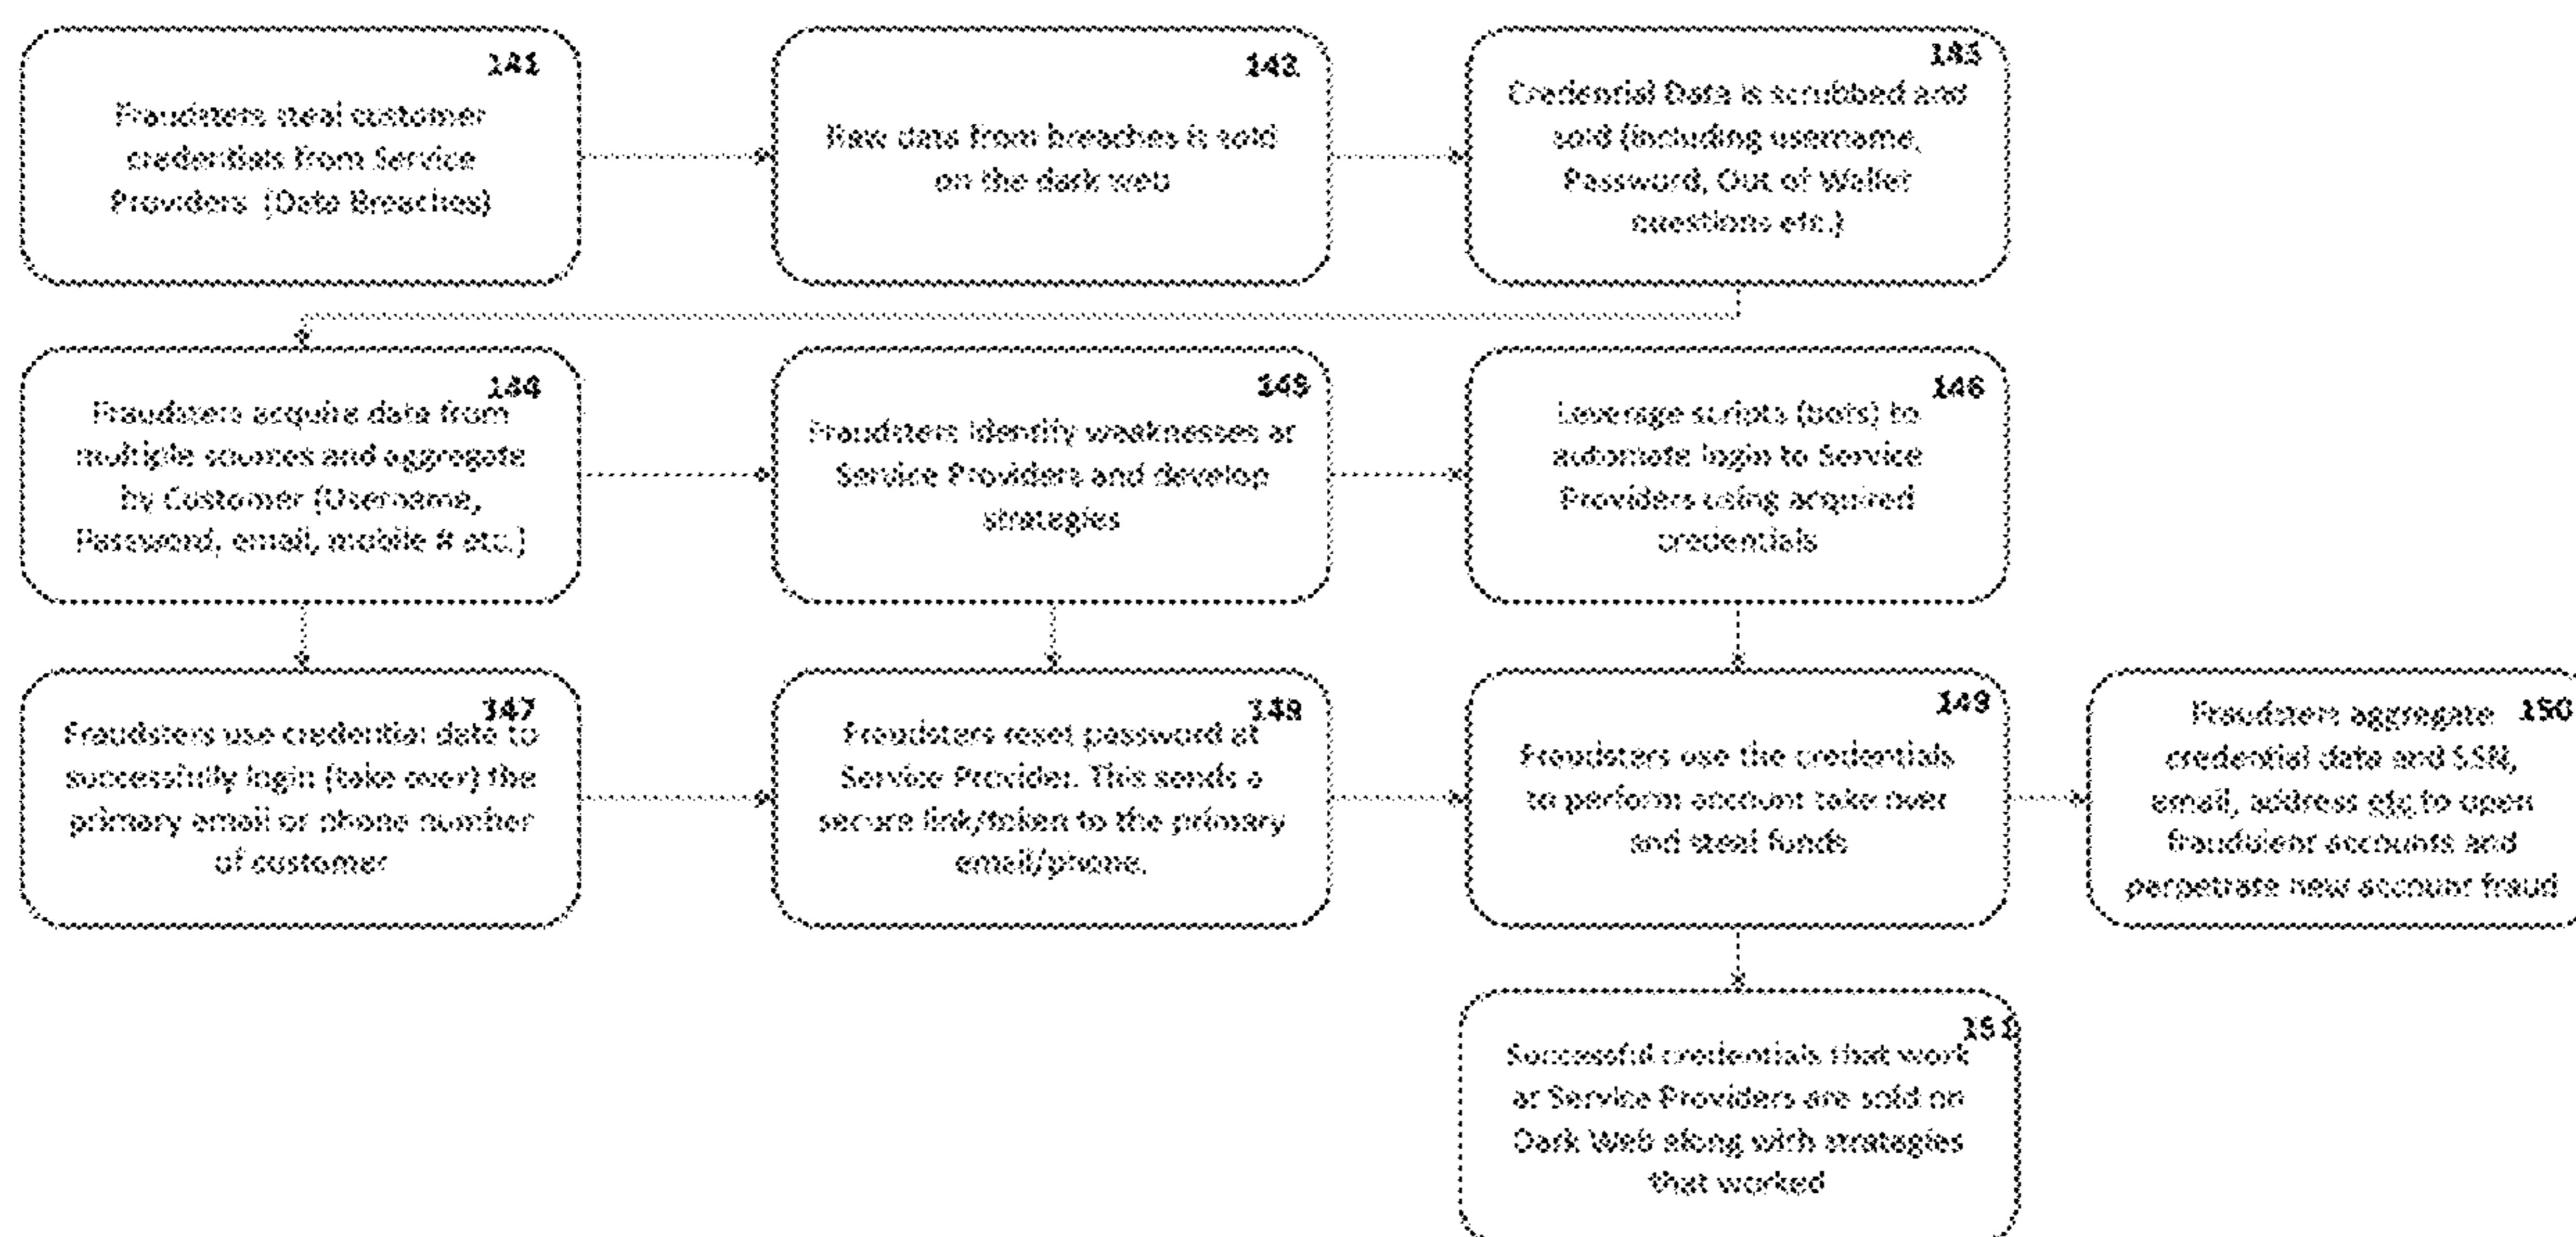 141
Fraudsters steal customer
credentials from Service
Providers (Data Breaches)
142
Raw data from breaches is sold
on the dark web
143
Credential Data is scrubbed and
sold (including username,
Password, Out of Wallet
questions etc.)
144
Fraudsters acquire data from
multiple sources and aggregate
by Customer (Username,
Password, email, mobile # etc.)
145
Fraudsters identify weaknesses at
Service Providers and develop
strategies
146
Leverage scripts (bots) to
automate login to Service
Providers using acquired
credentials
147
Fraudsters use credential data to
successfully login (take over) the
primary email or phone number
of customer
148
Fraudsters reset password at
Service Provider. This sends a
secure link/token to the primary
email/phone.
149
Fraudsters use the credentials
to perform account take over
and steal funds
150
Fraudsters aggregate
credential data and SSN,
email, address etc to open
fraudulent accounts and
perpetrate new account fraud
151
Successful credentials that work
at Service Providers are sold on
Dark Web along with strategies
that worked